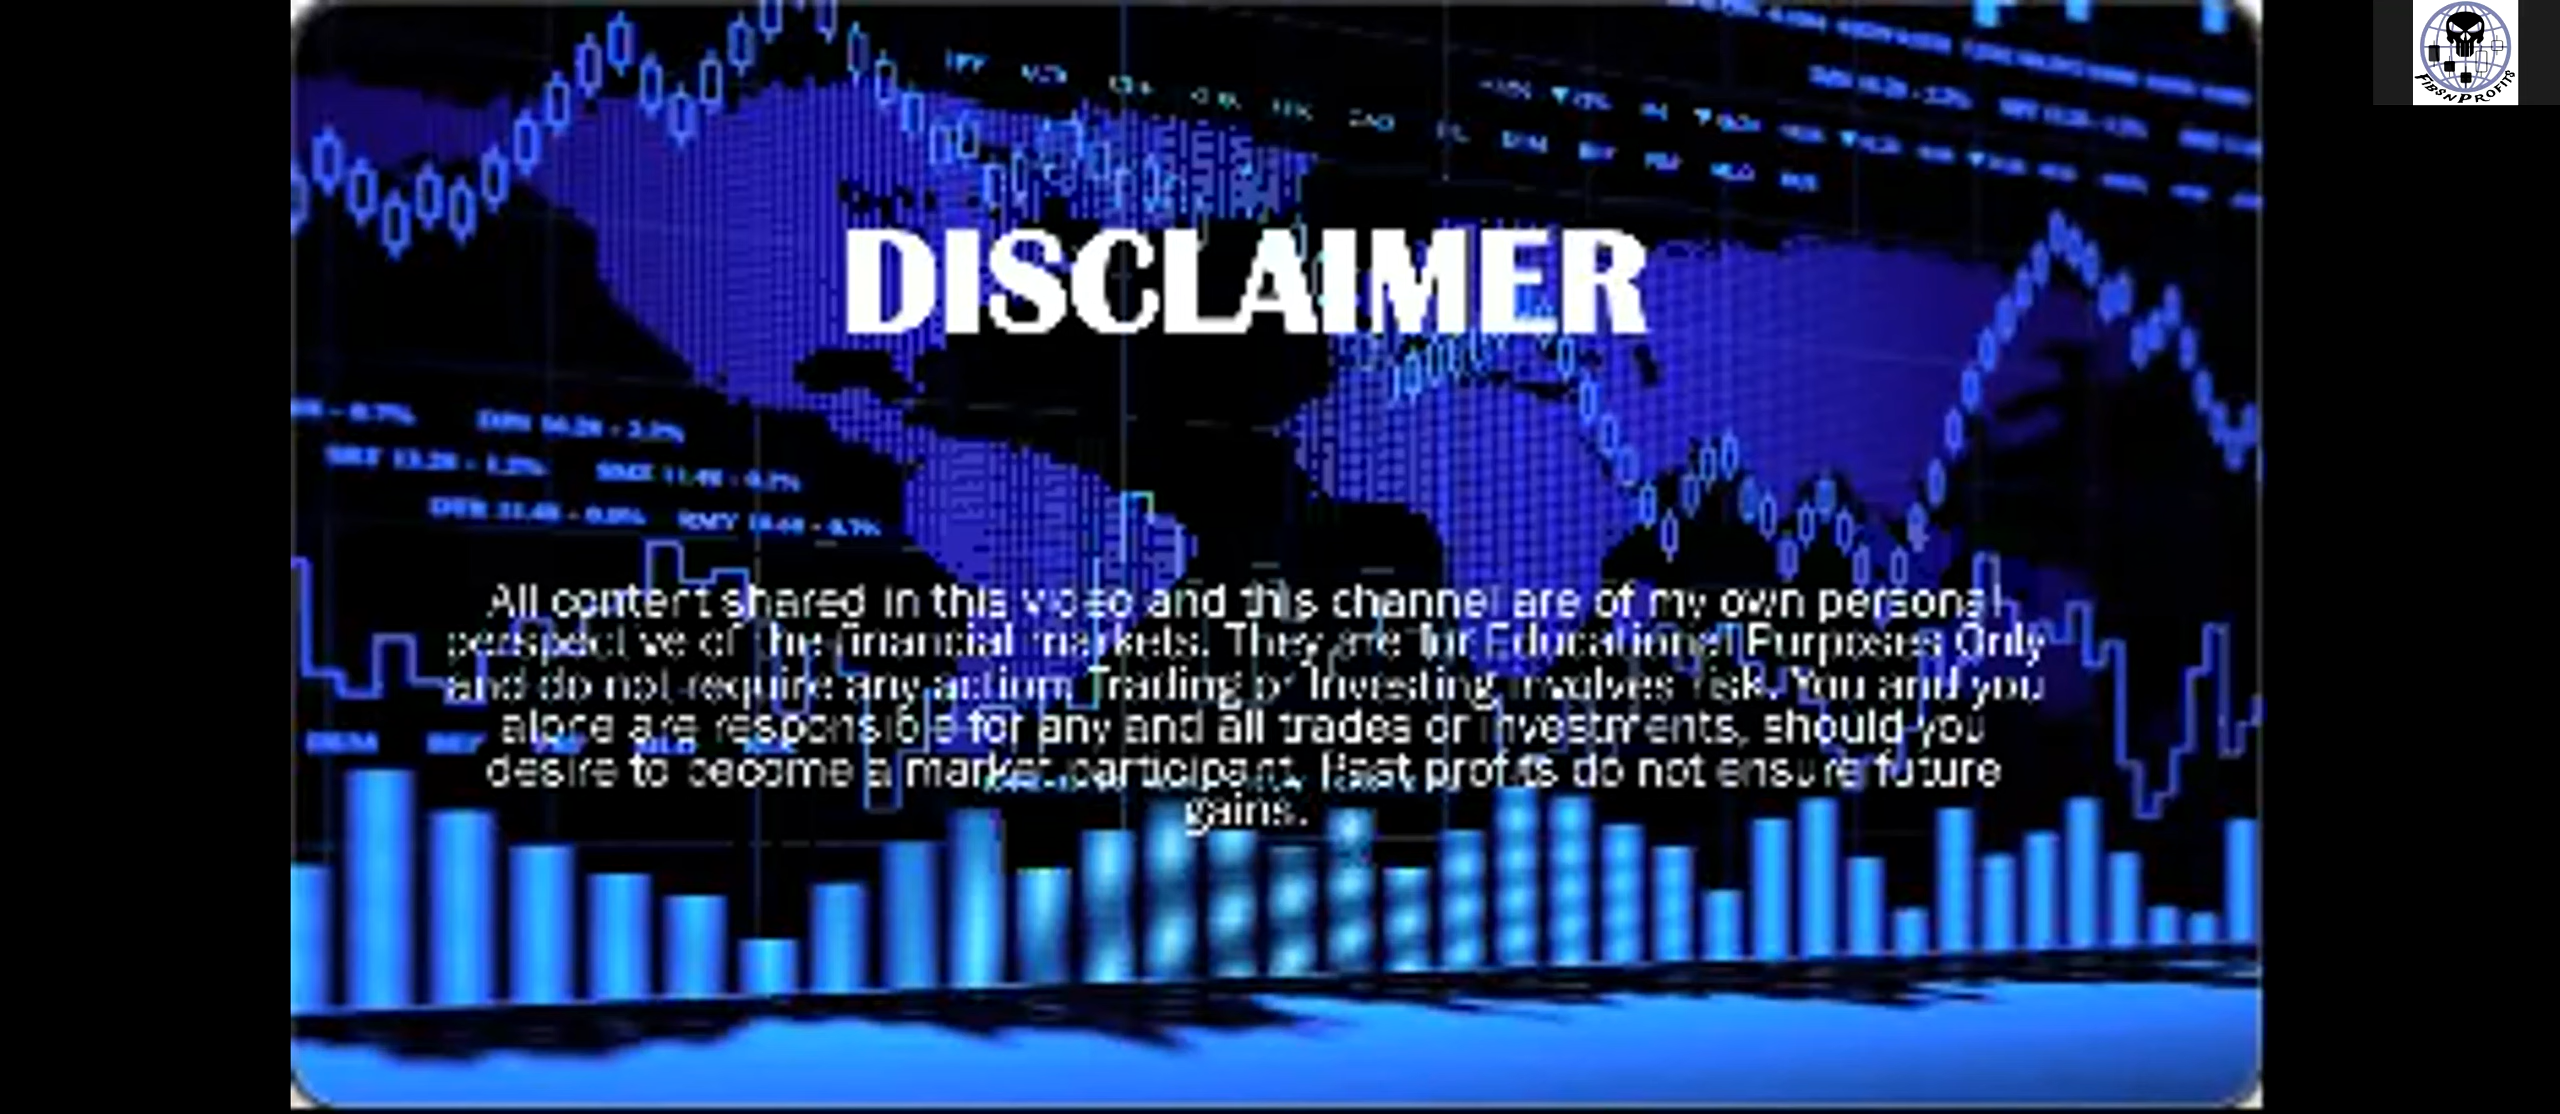 FIBSNPROFITS
DISCLAIMER
All content shared in this video and this channel are of my own personal
perspective of the financial markets. They are for Educational Purposes Only
and do not require any action. Trading or Investing involves risk. You and you
alone are responsible for any and all trades or investments, should you
desire to become a market participant. Past profits do not ensure future
gains.